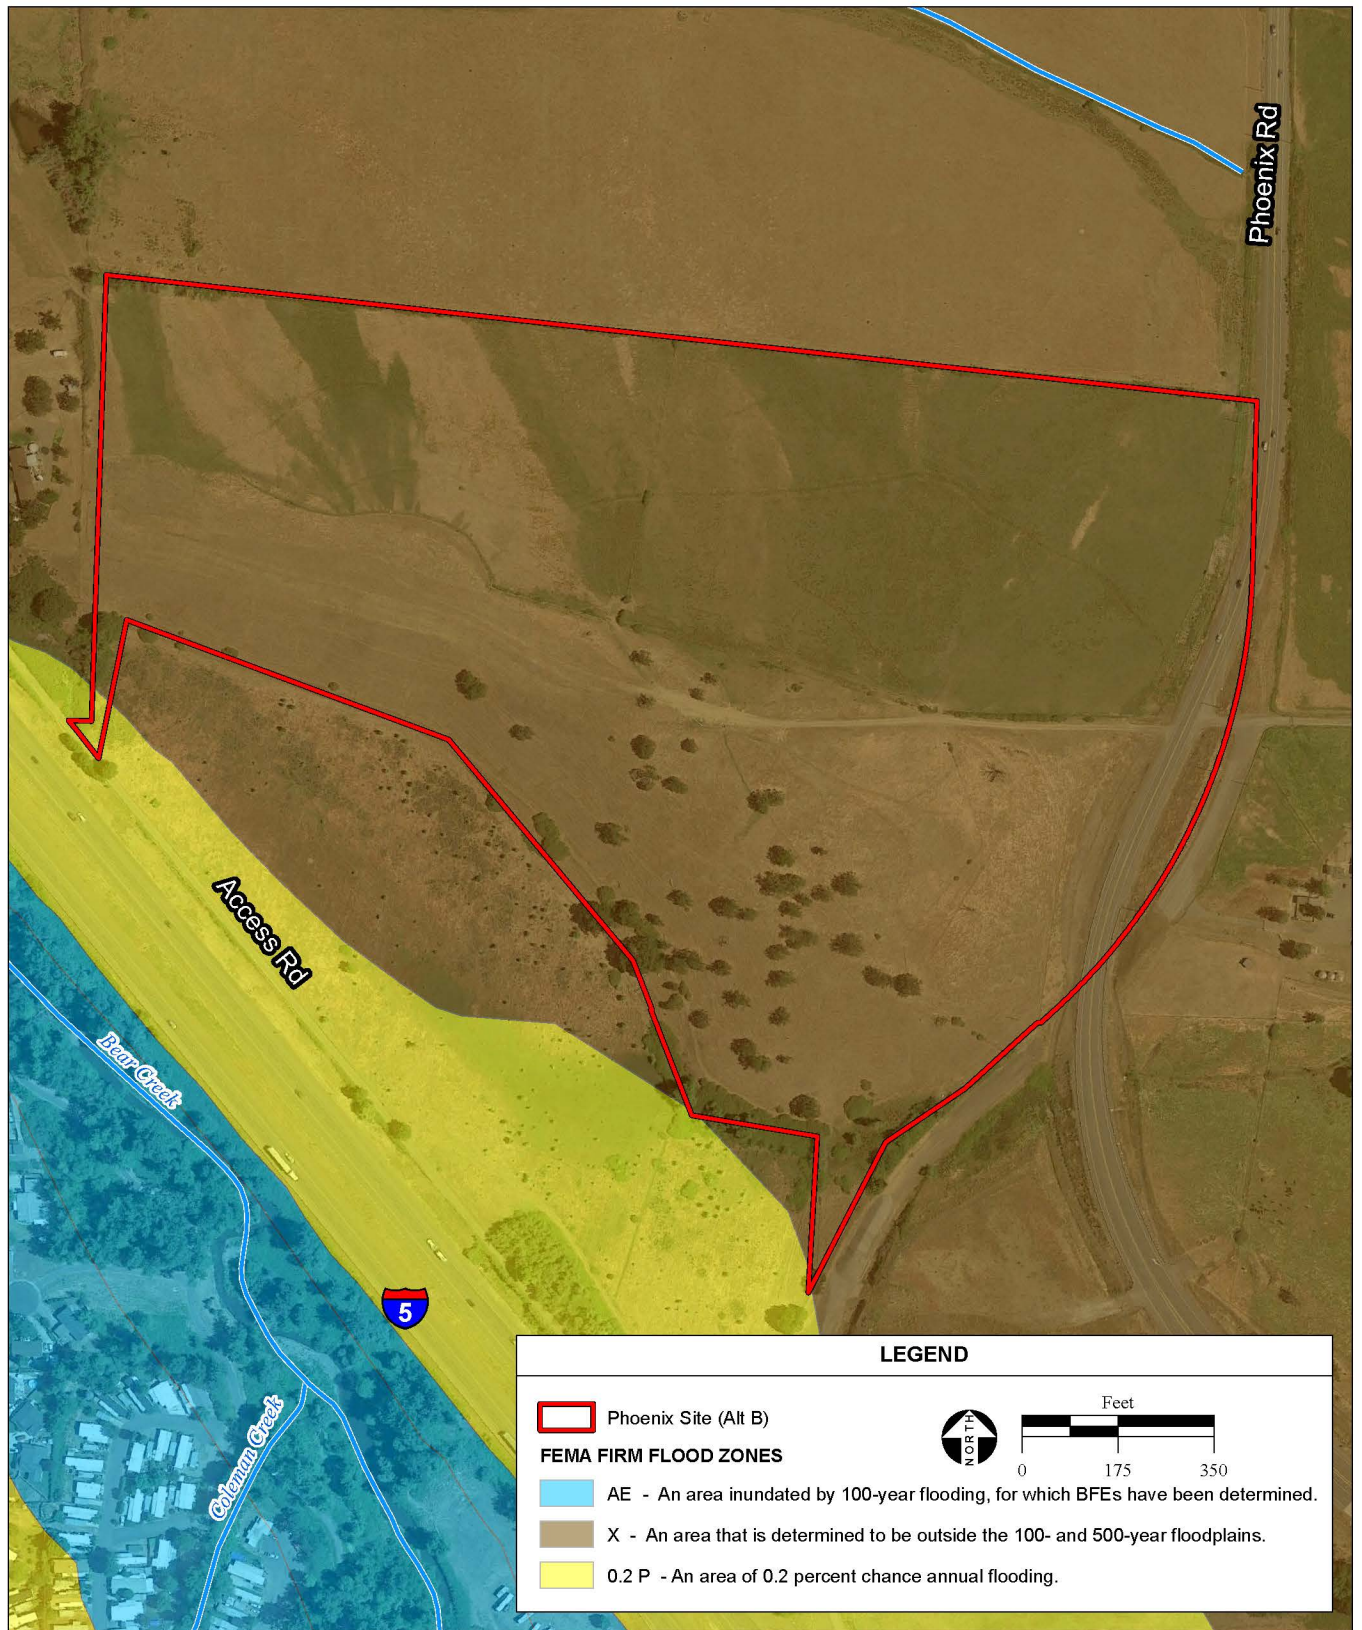 Phoenix Rd
Access Rd
Bear Creek
5
Coleman Creek
LEGEND
Phoenix Site (Alt B)
NORTH
Feet
0 175 350
FEMA FIRM FLOOD ZONES
AE - An area inundated by 100-year flooding, for which BFEs have been determined.
X - An area that is determined to be outside the 100- and 500-year floodplains.
0.2 P - An area of 0.2 percent chance annual flooding.